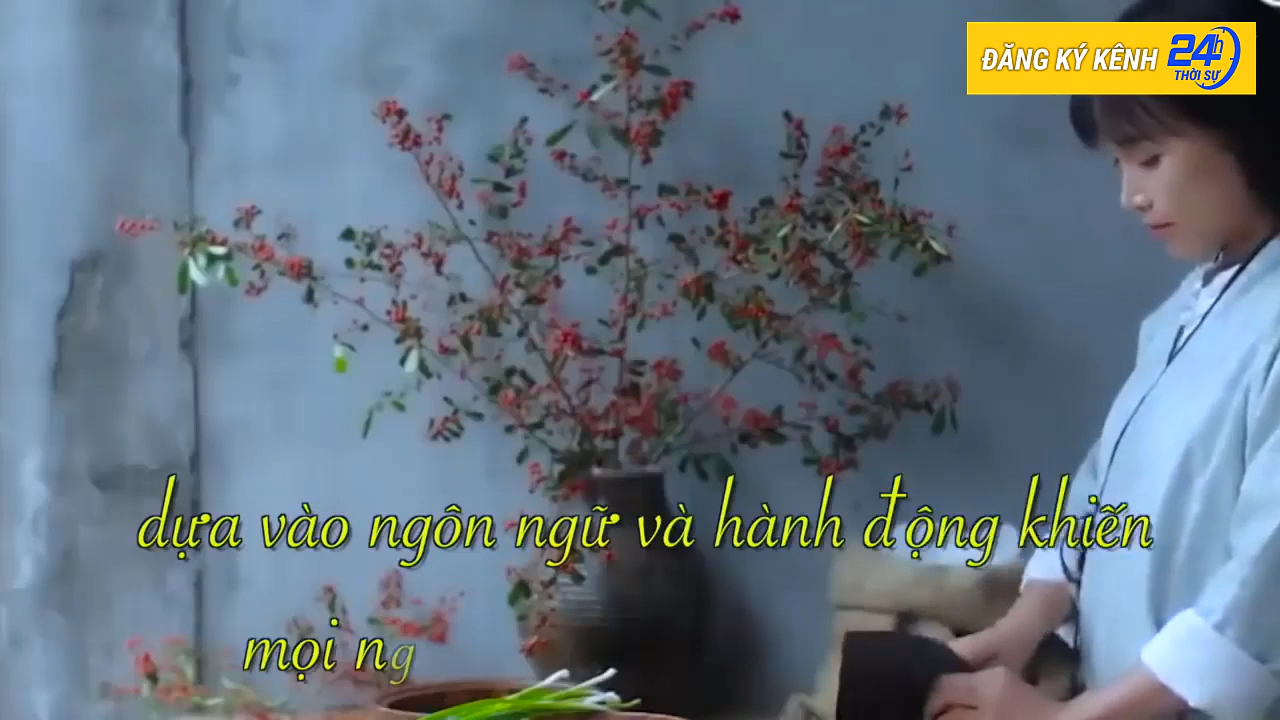 ĐĂNG KÝ KÊNH 24h
THỜI SỰ
dựa vào ngôn ngữ và hành động khiến
mọi ng